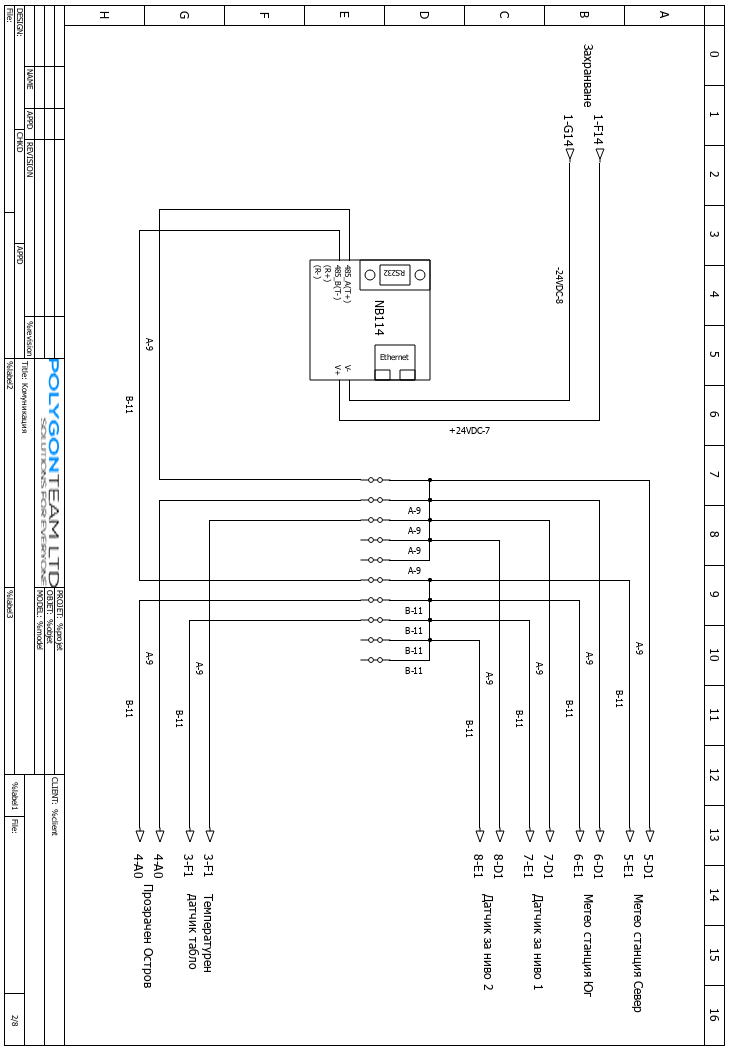 0 1 2 3 4 5 6 7 8 9 10 11 12 13 14 15 16
A
B
C
D
E
F
G
H
Захранване
1-F14
1-G14
-24VDC-8
+24VDC-7
RS232
NB114
Ethernet
485_A(T+)
485_B(T-)
(R+)
(R-)
V-
V+
A-9
B-11
A-9
A-9
A-9
A-9
B-11
B-11
B-11
B-11
A-9
B-11
A-9
B-11
A-9
B-11
A-9
B-11
A-9
B-11
A-9
B-11
5-D1
5-E1
Метео станция Север
6-D1
6-E1
Метео станция Юг
7-D1
7-E1
Датчик за ниво 1
8-D1
8-E1
Датчик за ниво 2
3-F1
3-F1
Температурен
датчик табло
4-A0
4-A0
Прозрачен Остров
NAME
APPD
REVISION
%revision
DESIGN:
CHKD
APPD
File:
POLYGONTEAM LTD
SOLUTIONS FOR EVERYONE
Title: Комуникация
%label2
PROJET: %projet
OBJET: %objet
MODEL: %model
%label3
CLIENT: %client
%label1
File:
2/8